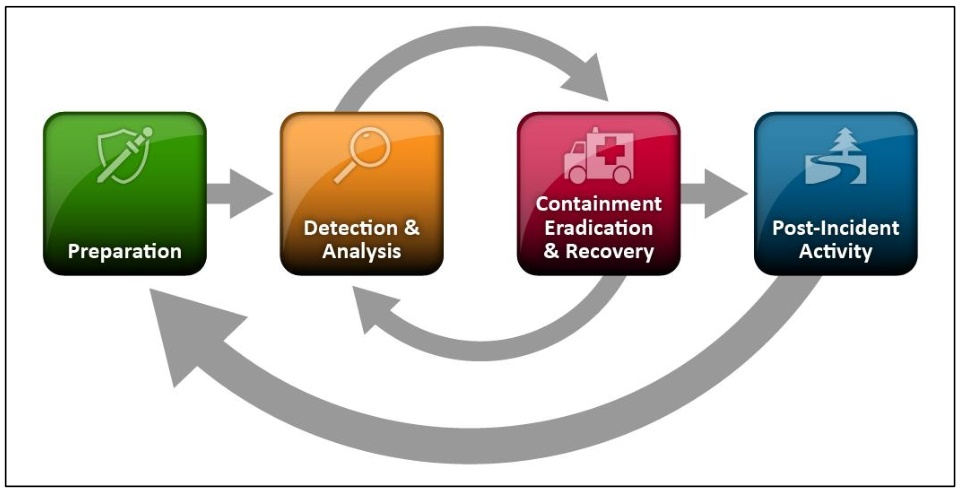 Preparation
Detection &
Analysis
Containment
Eradication
& Recovery
Post-Incident
Activity